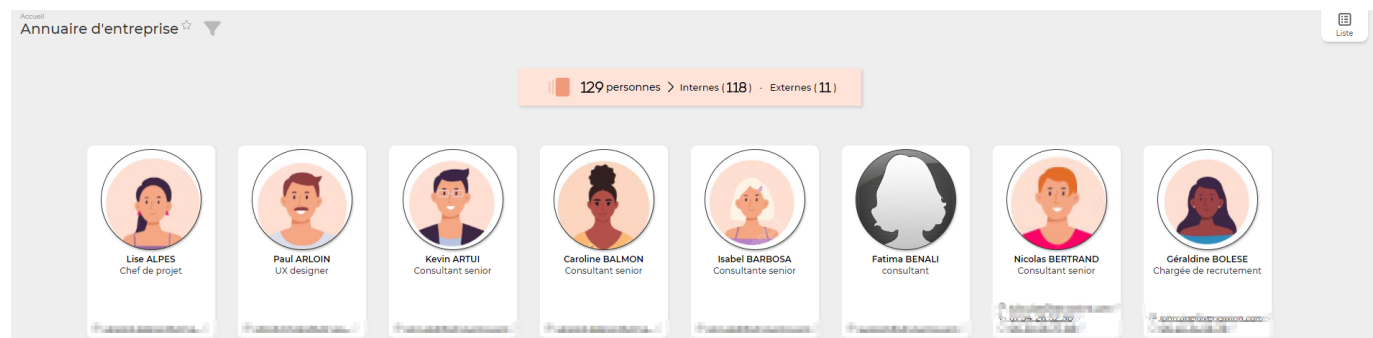 Accueil
Annuaire d'entreprise
Liste
129 personnes > Internes (118) - Externes (11)
Lise ALPES
Chef de projet
Paul ARLOIN
UX designer
Kevin ARTUI
Consultant senior
Caroline BALMON
Consultant senior
Isabel BARBOSA
Consultante senior
Fatima BENALI
consultant
Nicolas BERTRAND
Consultant senior
Géraldine BOLESE
Chargée de recrutement